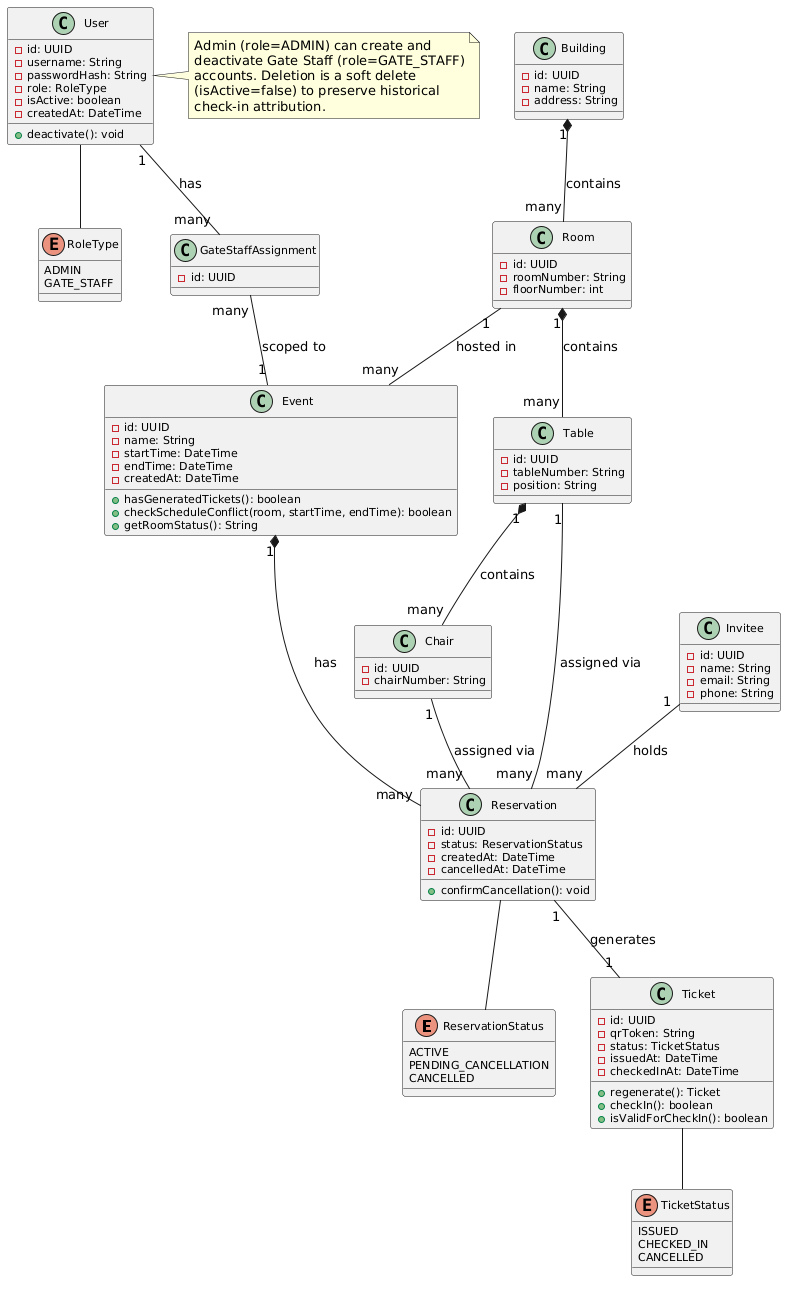 User
id: UUID
username: String
passwordHash: String
role: RoleType
isActive: boolean
createdAt: DateTime
deactivate(): void
Admin (role=ADMIN) can create and
deactivate Gate Staff (role=GATE_STAFF)
accounts. Deletion is a soft delete
(isActive=false) to preserve historical
check-in attribution.
Building
id: UUID
name: String
address: String
1
has
many
1
contains
many
RoleType
ADMIN
GATE_STAFF
GateStaffAssignment
id: UUID
Room
id: UUID
roomNumber: String
floorNumber: int
many
scoped to
1
1
hosted in
many
1
contains
many
Event
id: UUID
name: String
startTime: DateTime
endTime: DateTime
createdAt: DateTime
hasGeneratedTickets(): boolean
checkScheduleConflict(room, startTime, endTime): boolean
getRoomStatus(): String
Table
id: UUID
tableNumber: String
position: String
1
has
many
1
contains
many
1
assigned via
many
Chair
id: UUID
chairNumber: String
Invitee
id: UUID
name: String
email: String
phone: String
1
assigned via
many
1
holds
many
Reservation
id: UUID
status: ReservationStatus
createdAt: DateTime
cancelledAt: DateTime
confirmCancellation(): void
1
generates
1
ReservationStatus
ACTIVE
PENDING_CANCELLATION
CANCELLED
Ticket
id: UUID
qrToken: String
status: TicketStatus
issuedAt: DateTime
checkedInAt: DateTime
regenerate(): Ticket
checkIn(): boolean
isValidForCheckIn(): boolean
TicketStatus
ISSUED
CHECKED_IN
CANCELLED